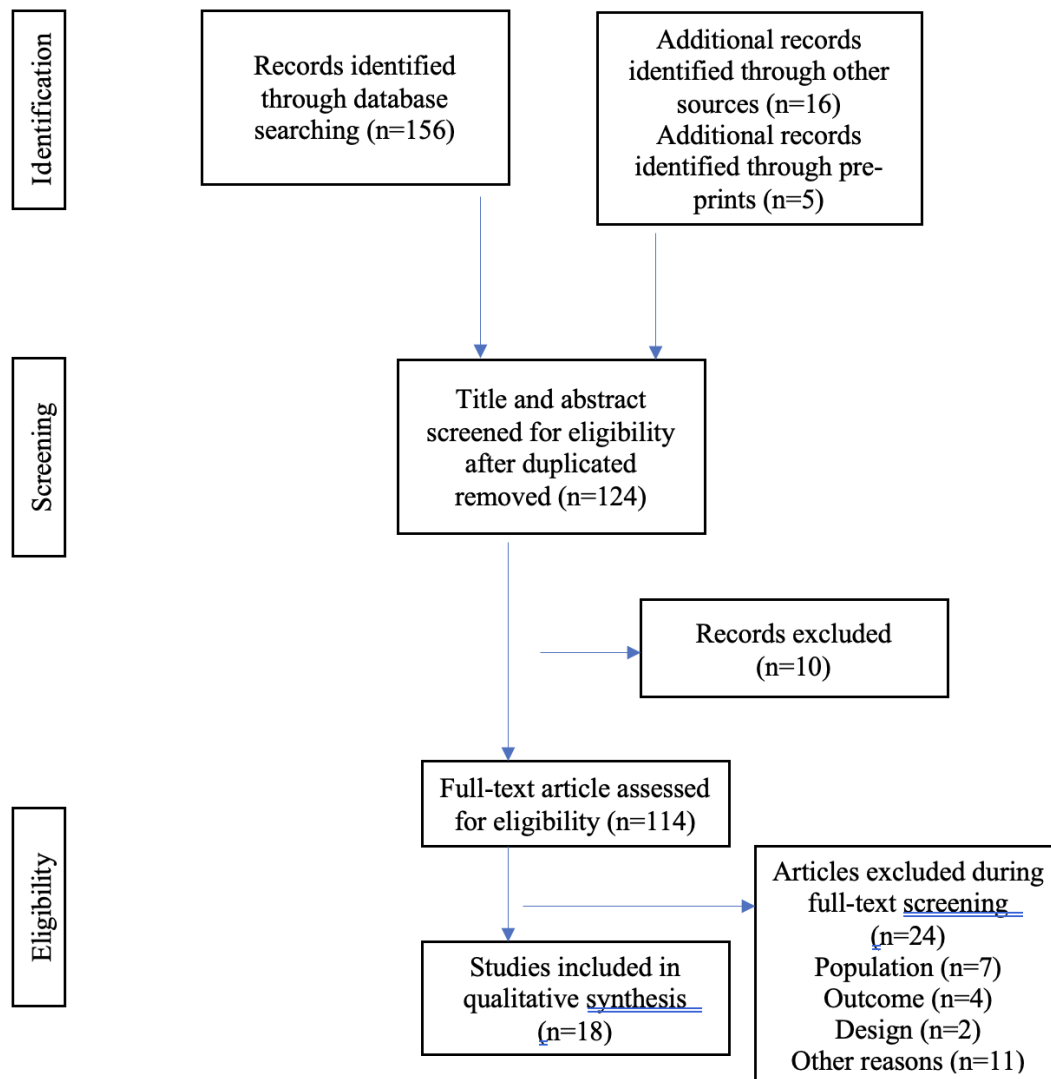 Identification
Records identified
through database
searching (n=156)
Additional records
identified through other
sources (n=16)
Additional records
identified through pre-
prints (n=5)
Screening
Title and abstract
screened for eligibility
after duplicated
removed (n=124)
Records excluded
(n=10)
Eligibility
Full-text article assessed
for eligibility (n=114)
Articles excluded during
full-text screening
(n=24)
Population (n=7)
Outcome (n=4)
Design (n=2)
Other reasons (n=11)
Studies included in
qualitative synthesis
(n=18)